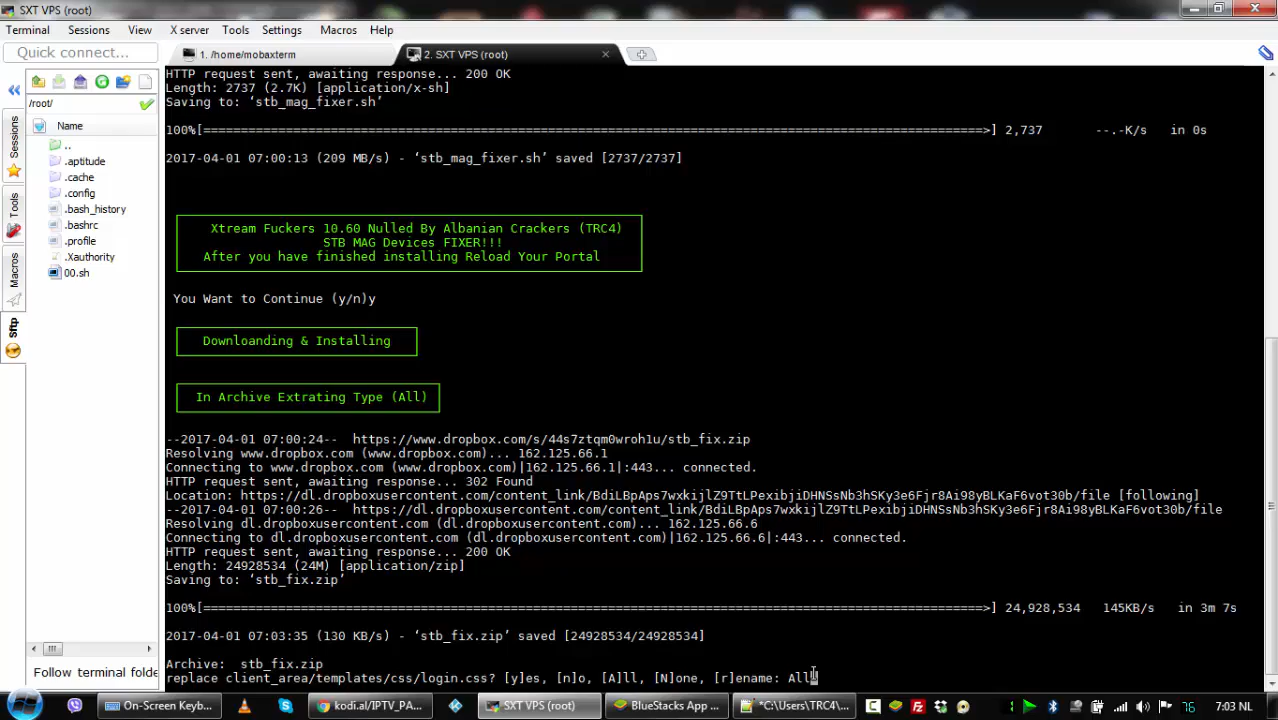 SXT VPS (root)
Terminal Sessions View X server Tools Settings Macros Help
Quick connect...
1. /home/mobaxterm
2. SXT VPS (root)
/root/
Name
..
.aptitude
.cache
.config
.bash_history
.bashrc
.profile
.Xauthority
00.sh
Sessions
Tools
Macros
Sftp
Follow terminal folde
HTTP request sent, awaiting response... 200 OK
Length: 2737 (2.7K) [application/x-sh]
Saving to: ‘stb_mag_fixer.sh’
100%[======================================================================================================>] 2,737 --.-K/s in 0s
2017-04-01 07:00:13 (209 MB/s) - ‘stb_mag_fixer.sh’ saved [2737/2737]
Xtream Fuckers 10.60 Nulled By Albanian Crackers (TRC4)
STB MAG Devices FIXER!!!
After you have finished installing Reload Your Portal
You Want to Continue (y/n)y
Downloanding & Installing
In Archive Extrating Type (All)
--2017-04-01 07:00:24-- https://www.dropbox.com/s/44s7ztqm0wroh1u/stb_fix.zip
Resolving www.dropbox.com (www.dropbox.com)... 162.125.66.1
Connecting to www.dropbox.com (www.dropbox.com)|162.125.66.1|:443... connected.
HTTP request sent, awaiting response... 302 Found
Location: https://dl.dropboxusercontent.com/content_link/BdiLBpAps7wxkijlZ9TtLPexibjiDHNSsNb3hSKy3e6Fjr8Ai98yBLKaF6vot30b/file [following]
--2017-04-01 07:00:26-- https://dl.dropboxusercontent.com/content_link/BdiLBpAps7wxkijlZ9TtLPexibjiDHNSsNb3hSKy3e6Fjr8Ai98yBLKaF6vot30b/file
Resolving dl.dropboxusercontent.com (dl.dropboxusercontent.com)... 162.125.66.6
Connecting to dl.dropboxusercontent.com (dl.dropboxusercontent.com)|162.125.66.6|:443... connected.
HTTP request sent, awaiting response... 200 OK
Length: 24928534 (24M) [application/zip]
Saving to: ‘stb_fix.zip’
100%[======================================================================================================>] 24,928,534 145KB/s in 3m 7s
2017-04-01 07:03:35 (130 KB/s) - ‘stb_fix.zip’ saved [24928534/24928534]
Archive: stb_fix.zip
replace client_area/templates/css/login.css? [y]es, [n]o, [A]ll, [N]one, [r]ename: All
On-Screen Keyb...
kodi.al/IPTV_PA...
SXT VPS (root)
BlueStacks App ...
*C:\Users\TRC4\...
76
7:03 NL